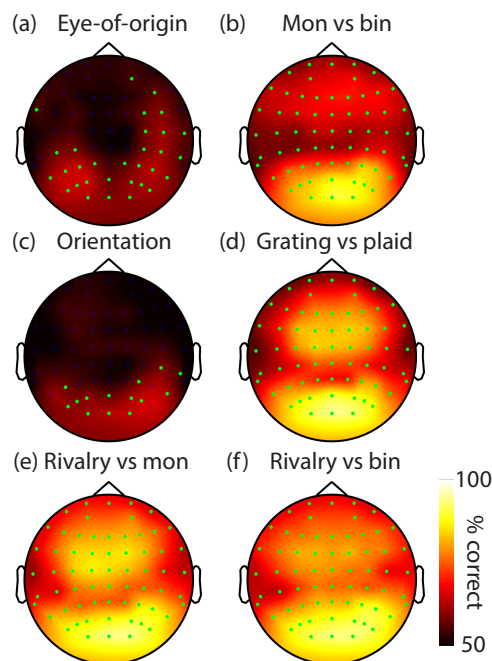 (a) Eye-of-origin
(b) Mon vs bin
(c) Orientation
(d) Grating vs plaid
(e) Rivalry vs mon
(f) Rivalry vs bin
100
% correct
50